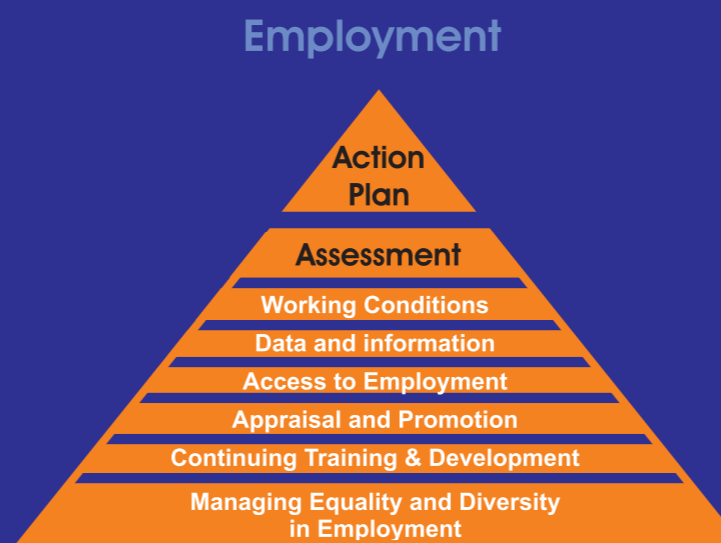 Employment
Action
Plan
Assessment
Working Conditions
Data and information
Access to Employment
Appraisal and Promotion
Continuing Training & Development
Managing Equality and Diversity
in Employment